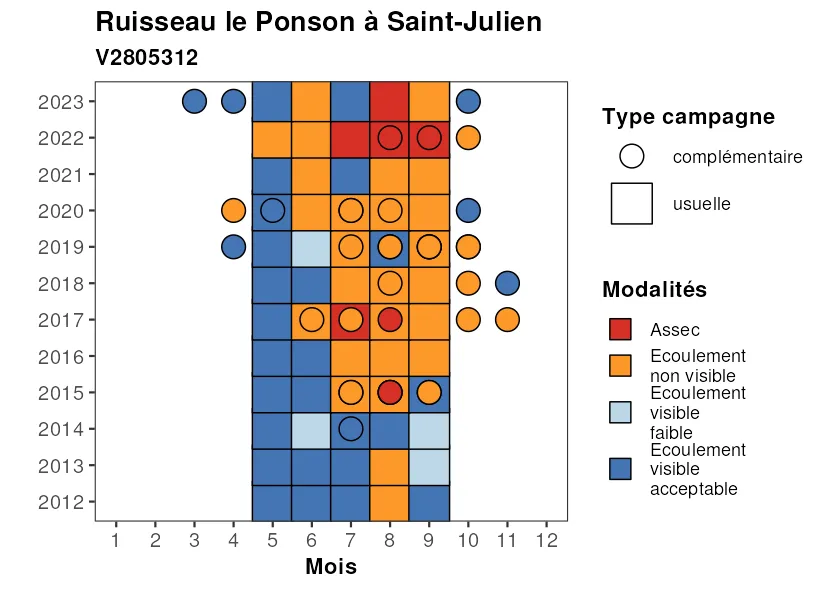 Ruisseau le Ponson à Saint-Julien
V2805312
2023
2022
2021
2020
2019
2018
2017
2016
2015
2014
2013
2012
1 2 3 4 5 6 7 8 9 10 11 12
Mois
Type campagne
complémentaire
usuelle
Modalités
Assec
Ecoulement
non visible
Ecoulement
visible
faible
Ecoulement
visible
acceptable